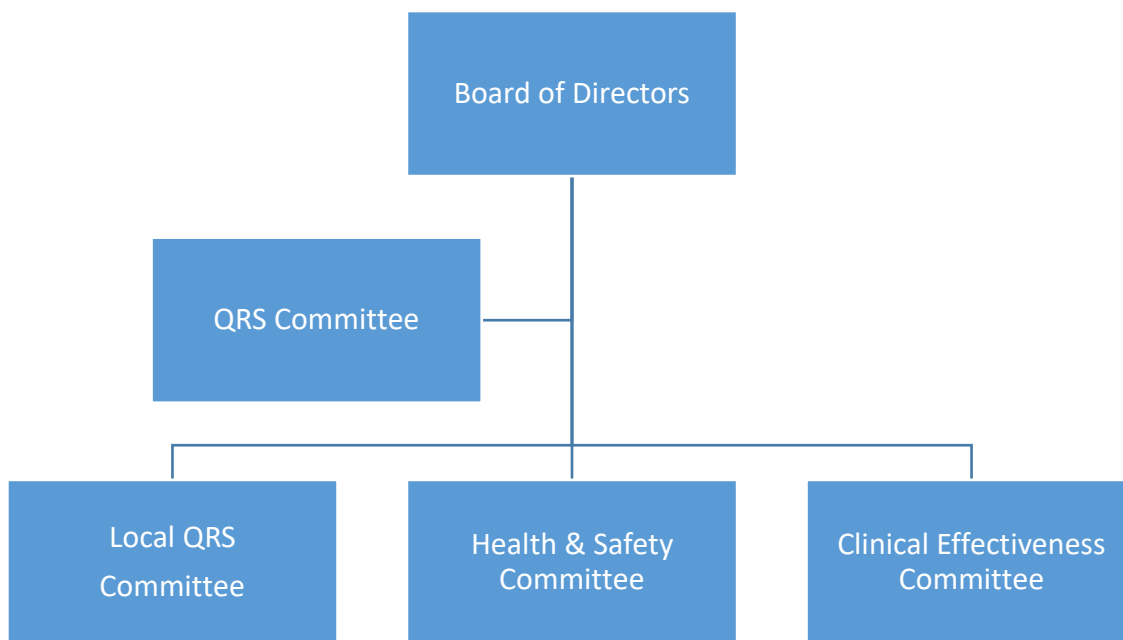 Board of Directors
QRS Committee
Local QRS
Committee
Health & Safety
Committee
Clinical Effectiveness
Committee